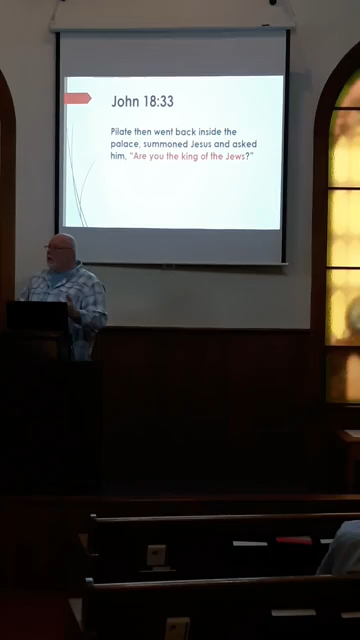 John 18:33
Pilate then went back inside the
palace, summoned Jesus and asked
him, "Are you the king of the Jews?"